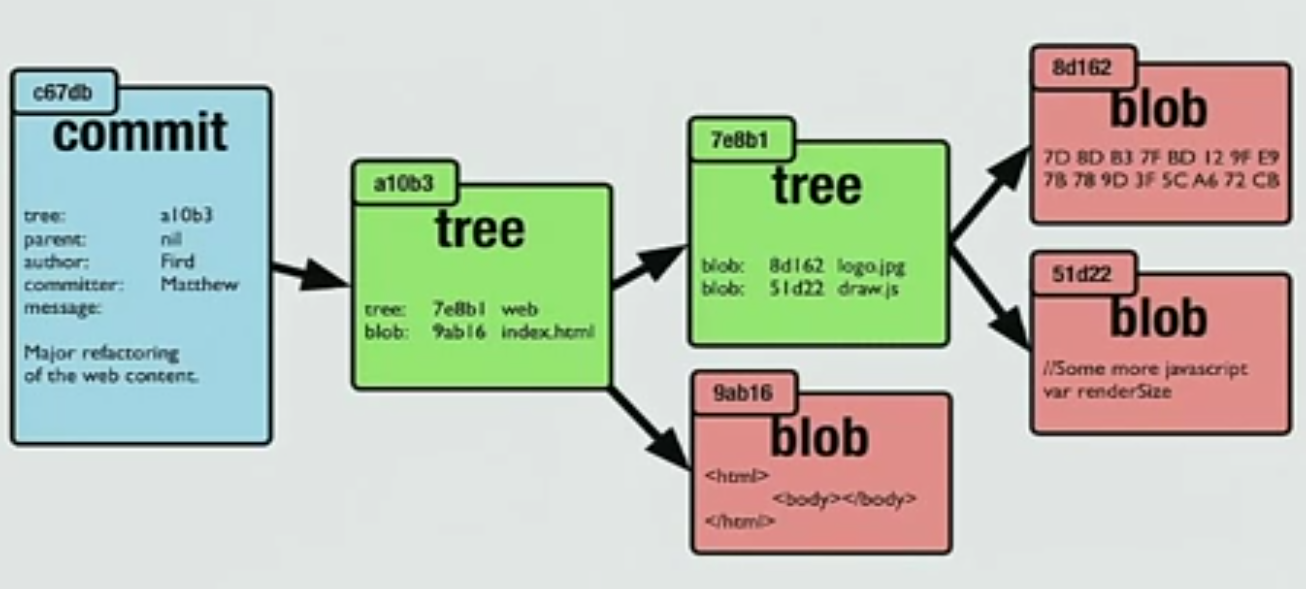 c67db
commit
tree: a10b3
parent: nil
author: Fird
committer: Matthew
message:
Major refactoring
of the web content.
a10b3
tree
tree: 7e8b1 web
blob: 9ab16 index.html
7e8b1
tree
blob: 8d162 logo.jpg
blob: 51d22 draw.js
9ab16
blob
<html>
<body></body>
</html>
8d162
blob
7D 8D B3 7F BD 12 9F E9
7B 78 9D 3F 5C A6 72 CB
51d22
blob
//Some more javascript
var renderSize